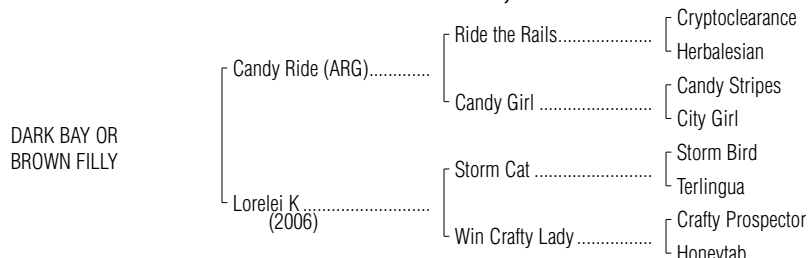 Cryptoclearance
Ride the Rails....................
Herbalesian
Candy Ride (ARG).............
Candy Stripes
Candy Girl ......................
City Girl
DARK BAY OR
BROWN FILLY
Storm Bird
Storm Cat .......................
Terlingua
Lorelei K ...........................
(2006)
Crafty Prospector
Win Crafty Lady ................
Honeytab